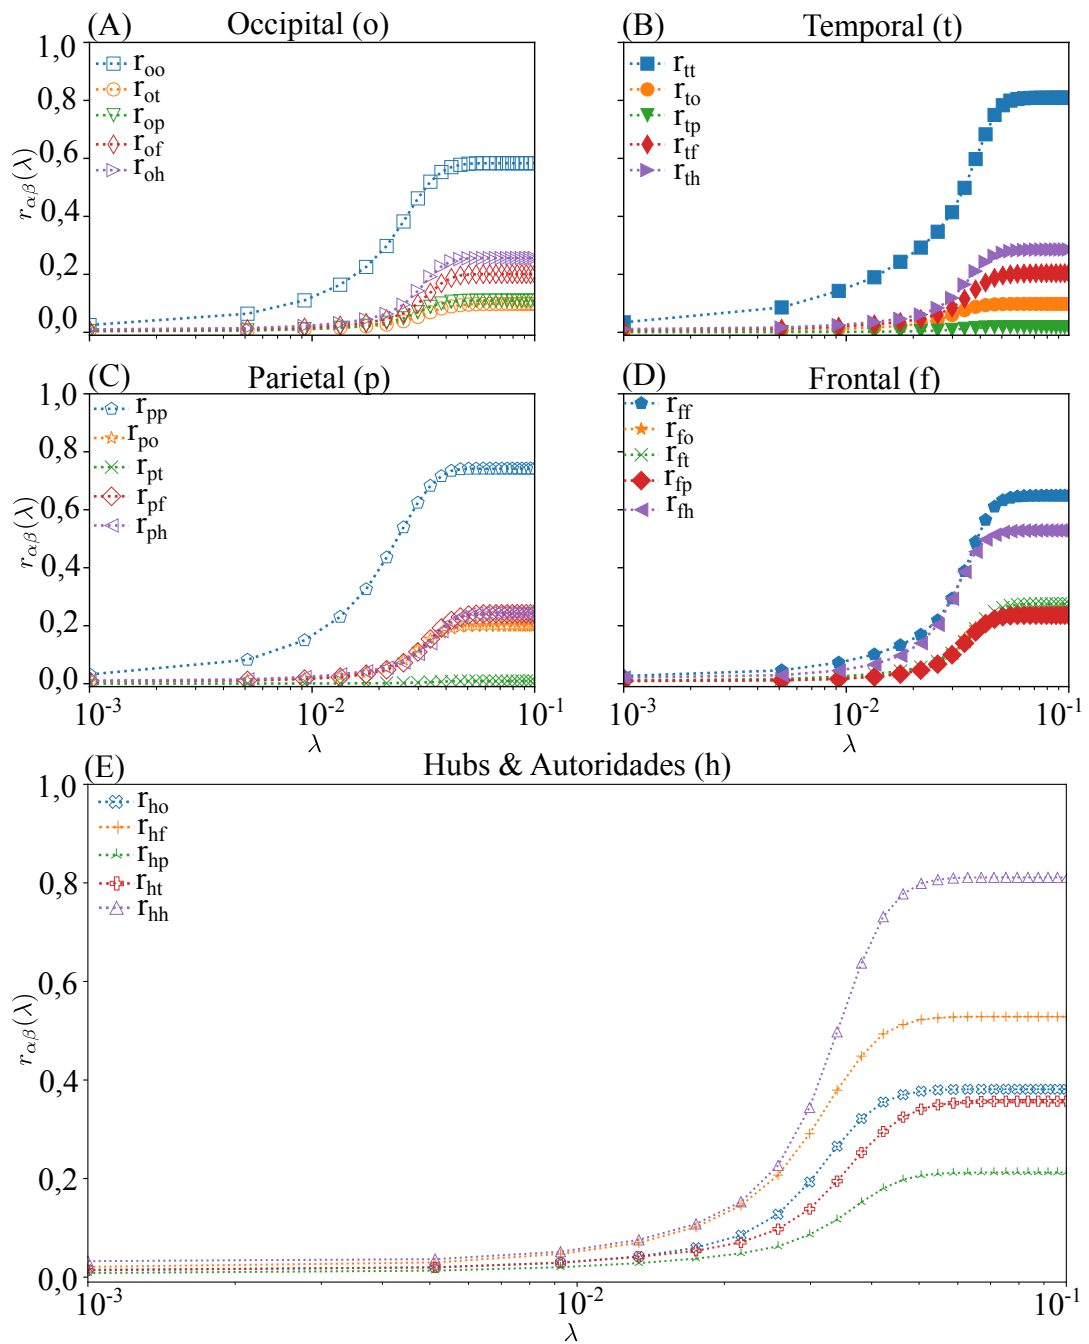 (A) Occipital (o)
1,0
0,8
0,6
0,4
0,2
0,0
r_αβ(λ)
r_oo
r_ot
r_op
r_of
r_oh
(B) Temporal (t)
r_tt
r_to
r_tp
r_tf
r_th
(C) Parietal (p)
1,0
0,8
0,6
0,4
0,2
0,0
r_αβ(λ)
r_pp
r_po
r_pt
r_pf
r_ph
10^-3 10^-2 10^-1
λ
(D) Frontal (f)
r_ff
r_fo
r_ft
r_fp
r_fh
10^-3 10^-2 10^-1
λ
(E) Hubs & Autoridades (h)
1,0
0,8
0,6
0,4
0,2
0,0
r_αβ(λ)
r_ho
r_hf
r_hp
r_ht
r_hh
10^-3 10^-2 10^-1
λ